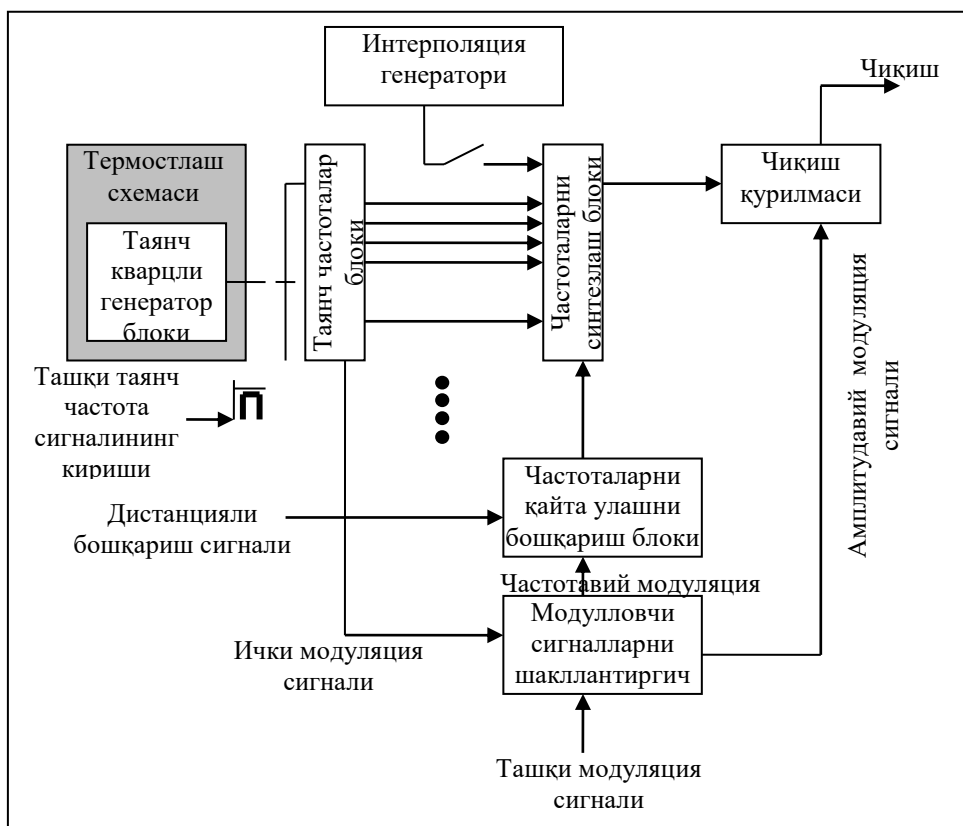 Интерполяция
генератори
Чиқиш
Термостлаш
схемаси
Таянч
кварцли
генератор
блоки
Таянч частоталар
блоки
Частоталарни
синтезлаш блоки
Чиқиш
қурилмаси
Ташқи таянч
частота
сигналининг
кириши
Дистанцияли
бошқариш сигнали
Частоталарни
қайта улашни
бошқариш блоки
Частотавий модуляция
Модулловчи
сигналларни
шакллантиргич
Ички модуляция
сигнали
Ташқи модуляция
сигнали
Амплитудавий модуляция
сигнали